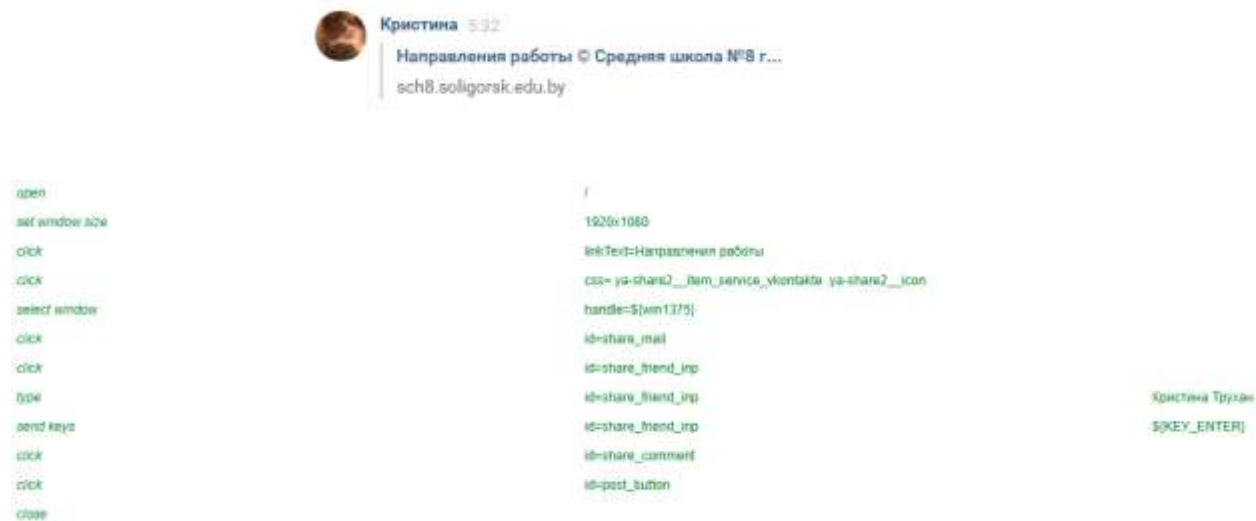 Кристина 5:32
Направления работы © Средняя школа №8 г...
sch8.soligorsk.edu.by
open /
set window size 1920x1080
click linkText=Направления работы
click css=.ya-share2__item_service_vkontakte .ya-share2__icon
select window handle=${win1375}
click id=share_mail
click id=share_friend_inp
type id=share_friend_inp Кристина Трухан
send keys id=share_friend_inp ${KEY_ENTER}
click id=share_comment
click id=post_button
close